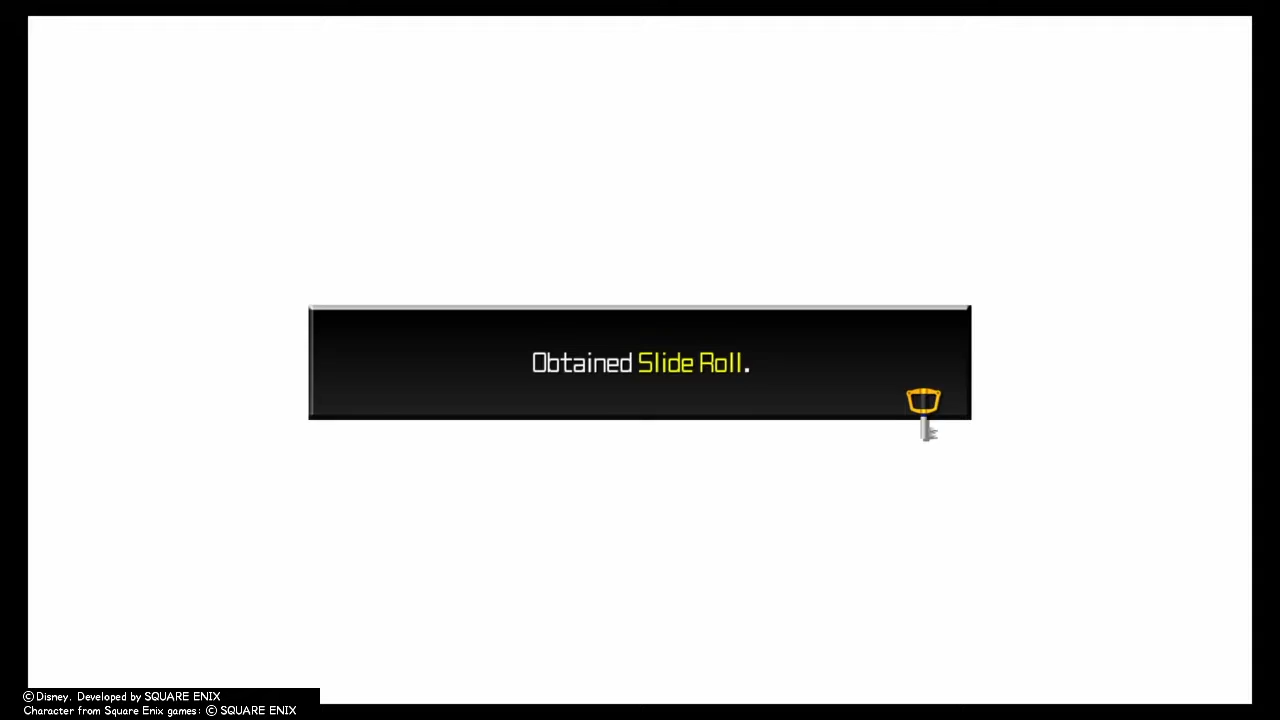 Obtained Slide Roll.
© Disney. Developed by SQUARE ENIX
Character from Square Enix games: © SQUARE ENIX